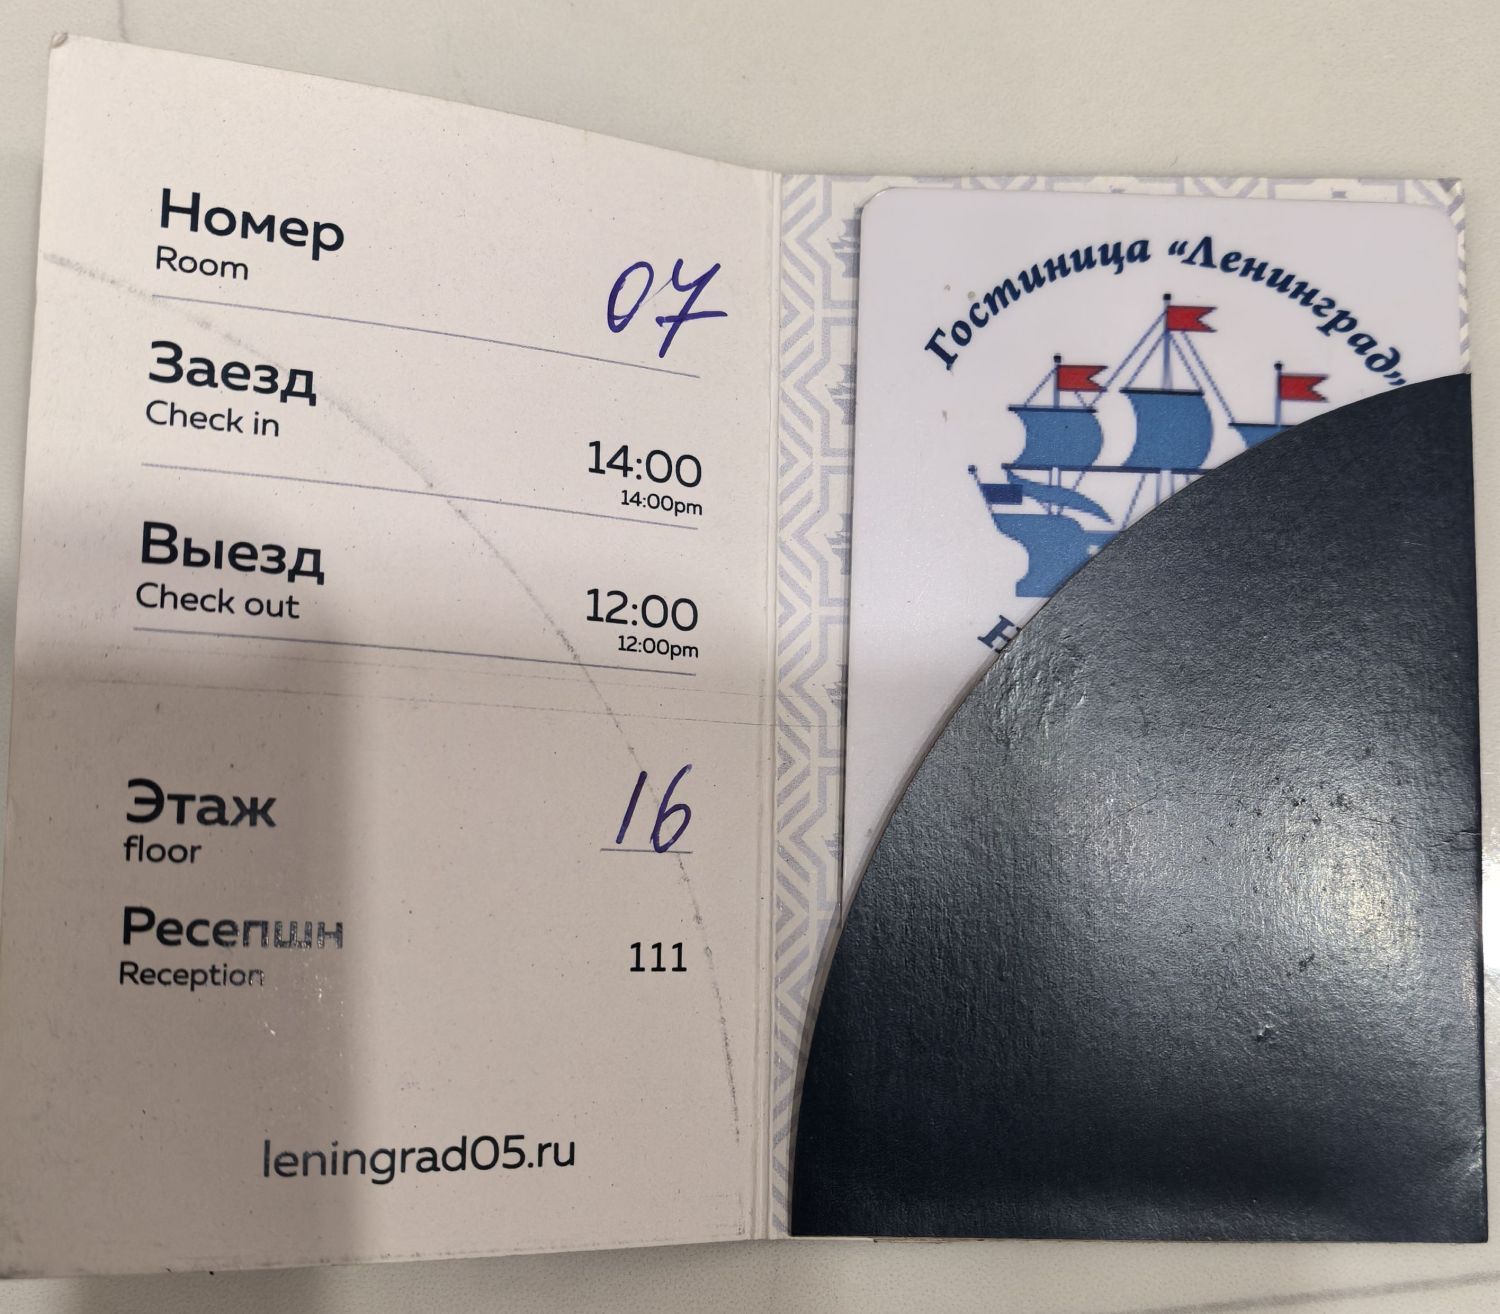 Номер
Room
07
Заезд
Check in
14:00
14:00pm
Выезд
Check out
12:00
12:00pm
Этаж
floor
16
Ресепшн
Reception
111
leningrad05.ru
Гостиница "Ленинград"